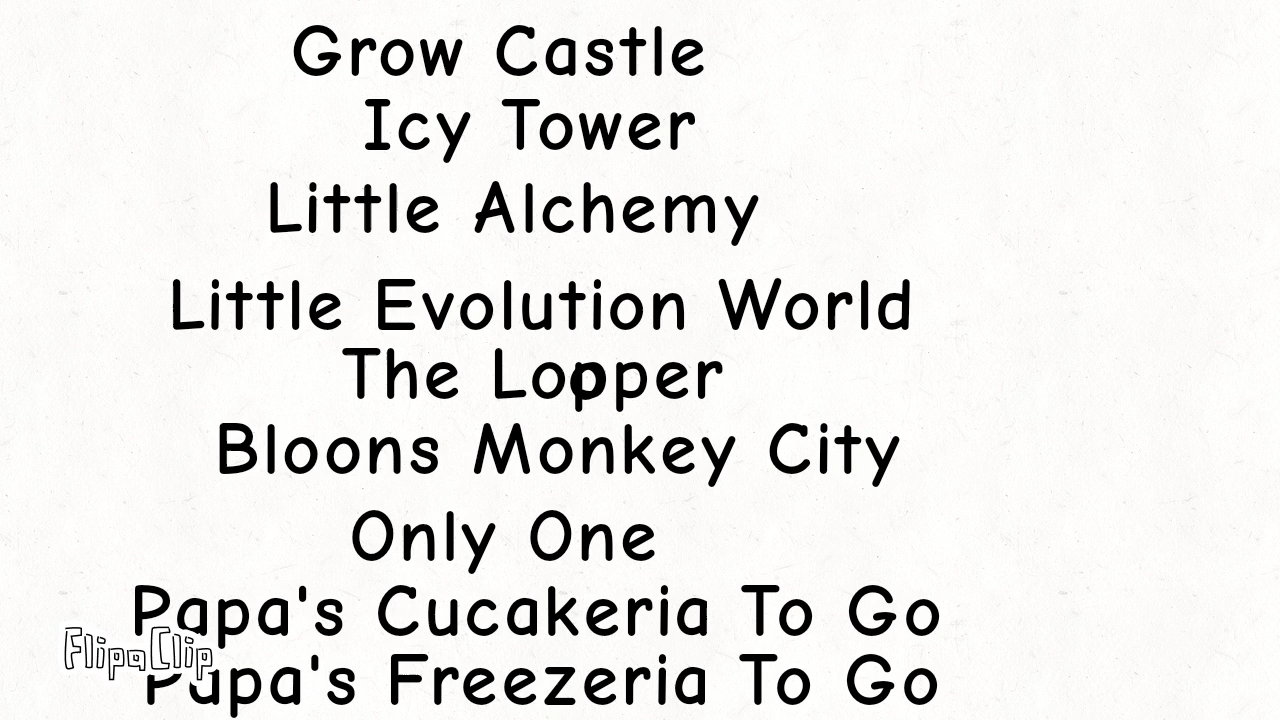 Grow Castle
Icy Tower
Little Alchemy
Little Evolution World
The Lopper
Bloons Monkey City
Only One
Papa's Cucakeria To Go
FlipaClip
Papa's Freezeria To Go